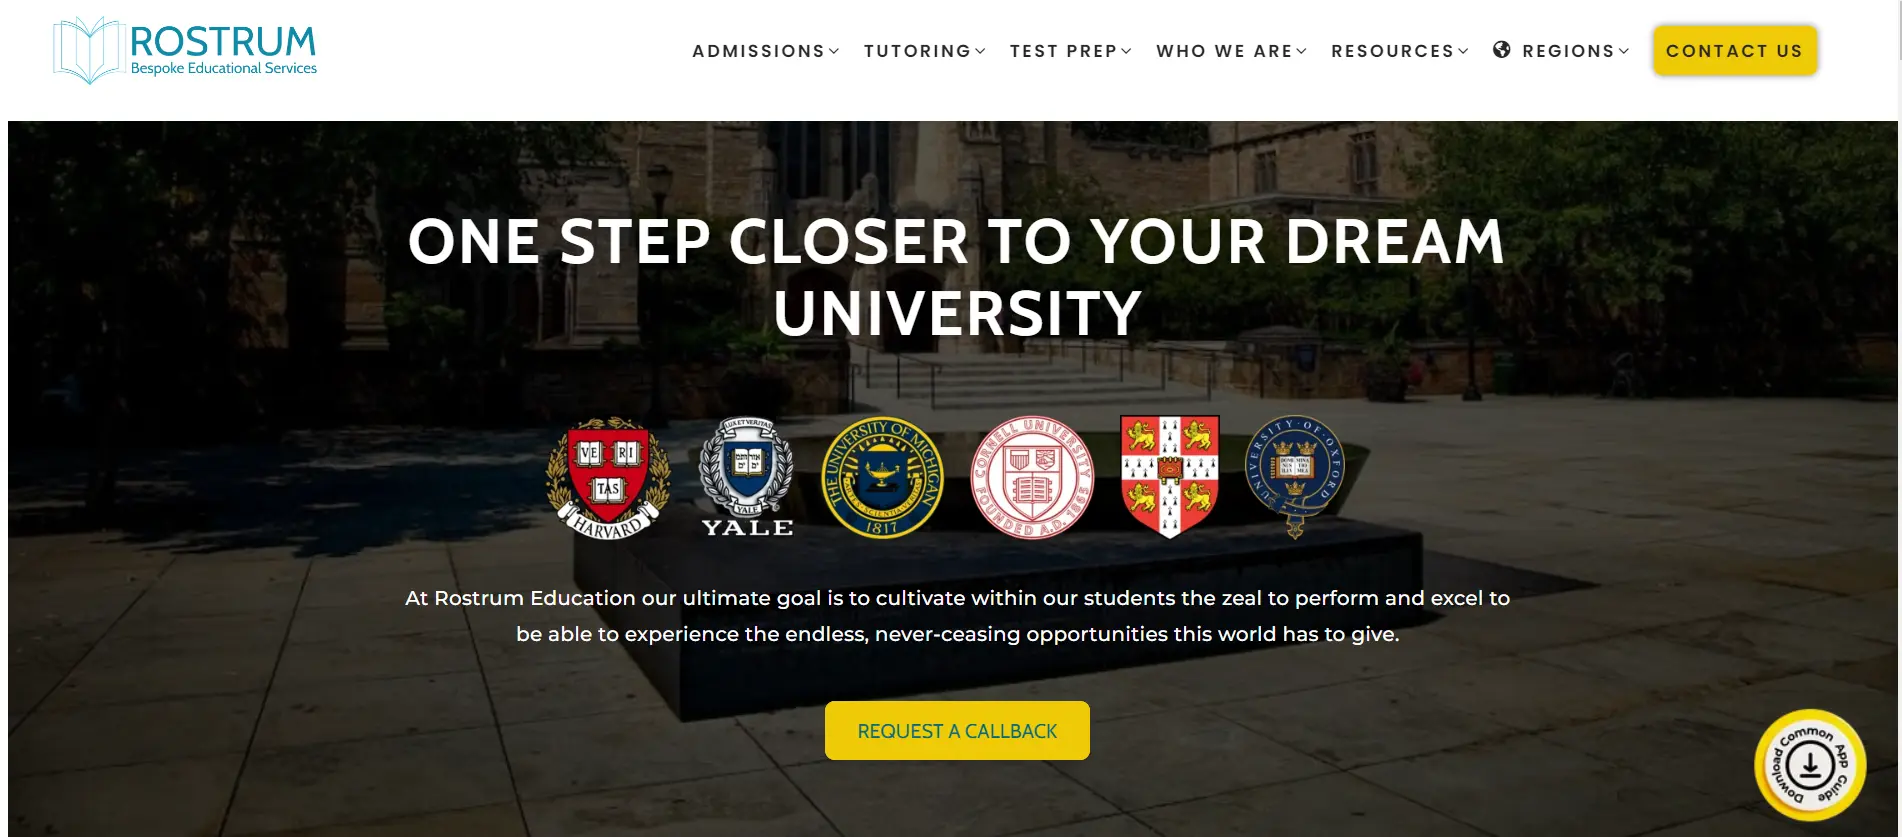 ROSTRUM
Bespoke Educational Services
ADMISSIONS
TUTORING
TEST PREP
WHO WE ARE
RESOURCES
REGIONS
CONTACT US
ONE STEP CLOSER TO YOUR DREAM
UNIVERSITY
VE RI
TAS
HARVARD
LUX ET VERITAS
YALE
YALE
THE UNIVERSITY OF MICHIGAN
1817
CORNELL UNIVERSITY
FOUNDED A.D. 1865
UNIVERSITY · OF · OXFORD
At Rostrum Education our ultimate goal is to cultivate within our students the zeal to perform and excel to
be able to experience the endless, never-ceasing opportunities this world has to give.
REQUEST A CALLBACK
Download Common App Guide